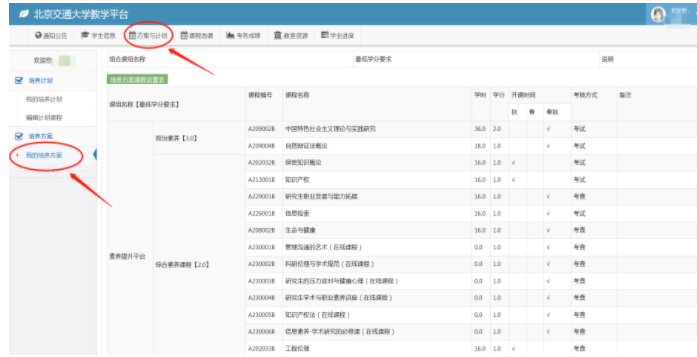 北京交通大学教学平台
通知公告 学生信息 方案与计划 课程选课 考务成绩 教室资源 学业进度
欢迎您,
组合课组名称 最低学分要求 说明
培养计划
培养方案课程设置表
我的培养计划
编辑计划课程
培养方案
我的培养方案
课组名称【最低学分要求】 课程编号 课程名称 学时 学分 开课时间 考核方式 备注
秋 春 春秋
素养提升平台
政治素养【3.0】
A209002B 中国特色社会主义理论与实践研究 36.0 2.0 √ 考试
A209004B 自然辩证法概论 18.0 1.0 √ 考试
综合素养课程【2.0】
A202032B 保密知识概论 16.0 1.0 √ 考试
A213001B 知识产权 16.0 1.0 √ 考试
A229001B 研究生职业发展与能力拓展 16.0 1.0 √ 考查
A226001B 信息检索 16.0 1.0 √ 考试
A208002B 生命与健康 16.0 1.0 √ 考查
A230001B 管理沟通的艺术(在线课程) 0.0 1.0 √ 考查
A230002B 科研伦理与学术规范(在线课程) 0.0 1.0 √ 考查
A230003B 研究生的压力应对与健康心理(在线课程) 0.0 1.0 √ 考查
A230004B 研究生学术与职业素养讲座(在线课程) 0.0 1.0 √ 考查
A230005B 知识产权法(在线课程) 0.0 1.0 √ 考查
A230006B 信息素养-学术研究的必修课(在线课程) 0.0 1.0 √ 考查
A202033B 工程伦理 16.0 1.0 √ 考查